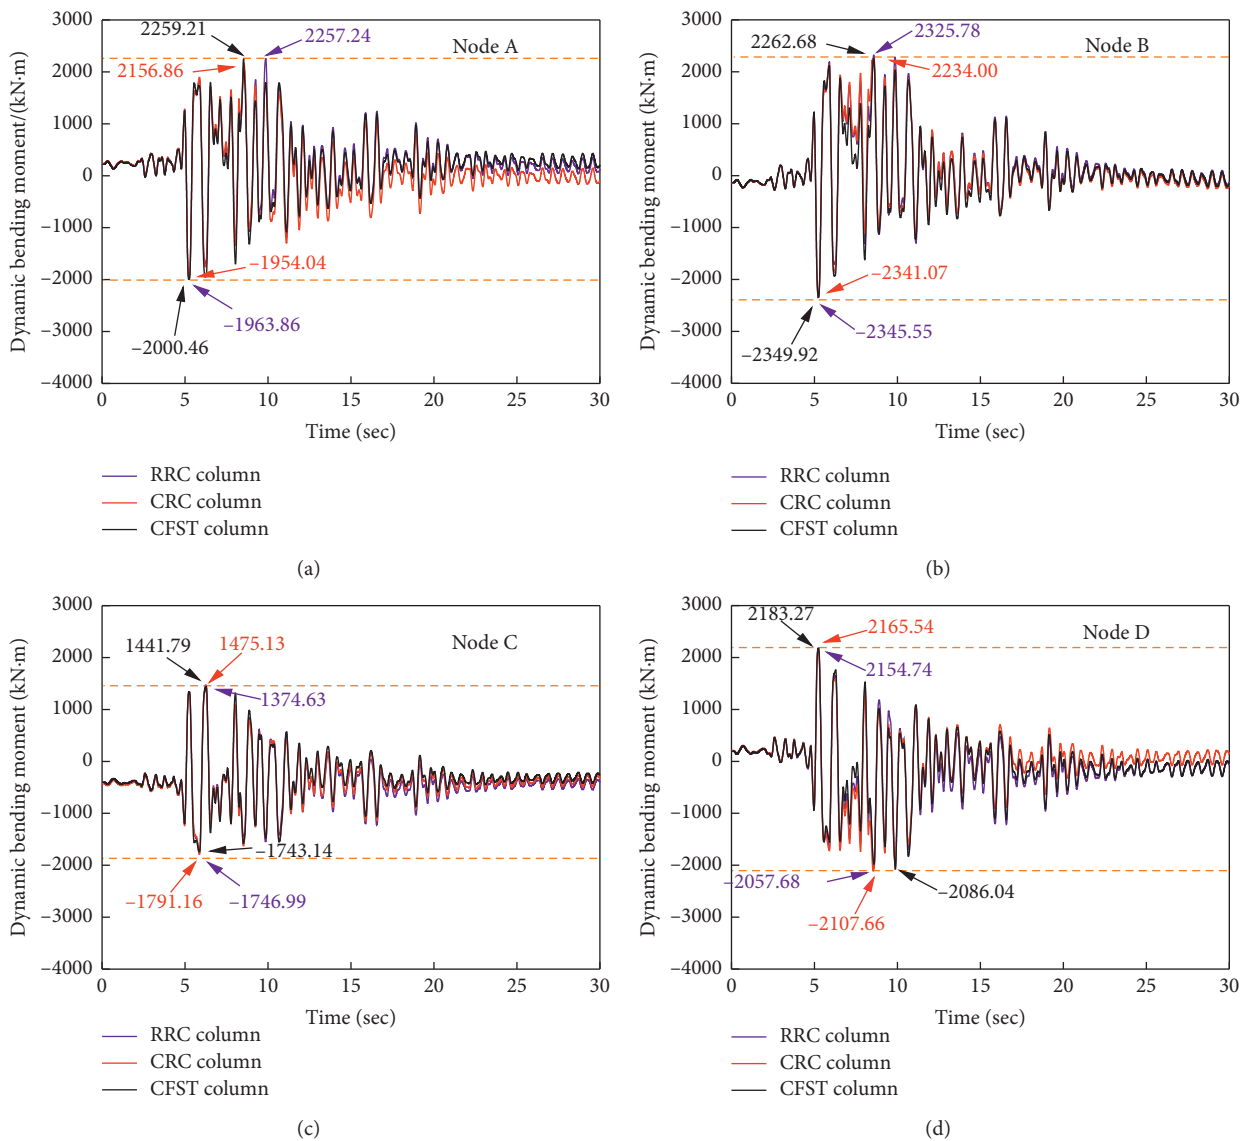 3000
2000
1000
0
–1000
–2000
–3000
–4000
Dynamic bending moment/(kN·m)
2259.21
2257.24
Node A
2156.86
–1954.04
–1963.86
–2000.46
0 5 10 15 20 25 30
Time (sec)
RRC column
CRC column
CFST column
(a)
3000
2000
1000
0
–1000
–2000
–3000
–4000
Dynamic bending moment (kN·m)
2325.78
2262.68
Node B
2234.00
–2341.07
–2345.55
–2349.92
0 5 10 15 20 25 30
Time (sec)
RRC column
CRC column
CFST column
(b)
3000
2000
1000
0
–1000
–2000
–3000
–4000
Dynamic bending moment (kN·m)
1441.79
1475.13
Node C
1374.63
–1743.14
–1791.16
–1746.99
0 5 10 15 20 25 30
Time (sec)
RRC column
CRC column
CFST column
(c)
3000
2000
1000
0
–1000
–2000
–3000
–4000
Dynamic bending moment (kN·m)
2183.27
2165.54
Node D
2154.74
–2057.68
–2086.04
–2107.66
0 5 10 15 20 25 30
Time (sec)
RRC column
CRC column
CFST column
(d)